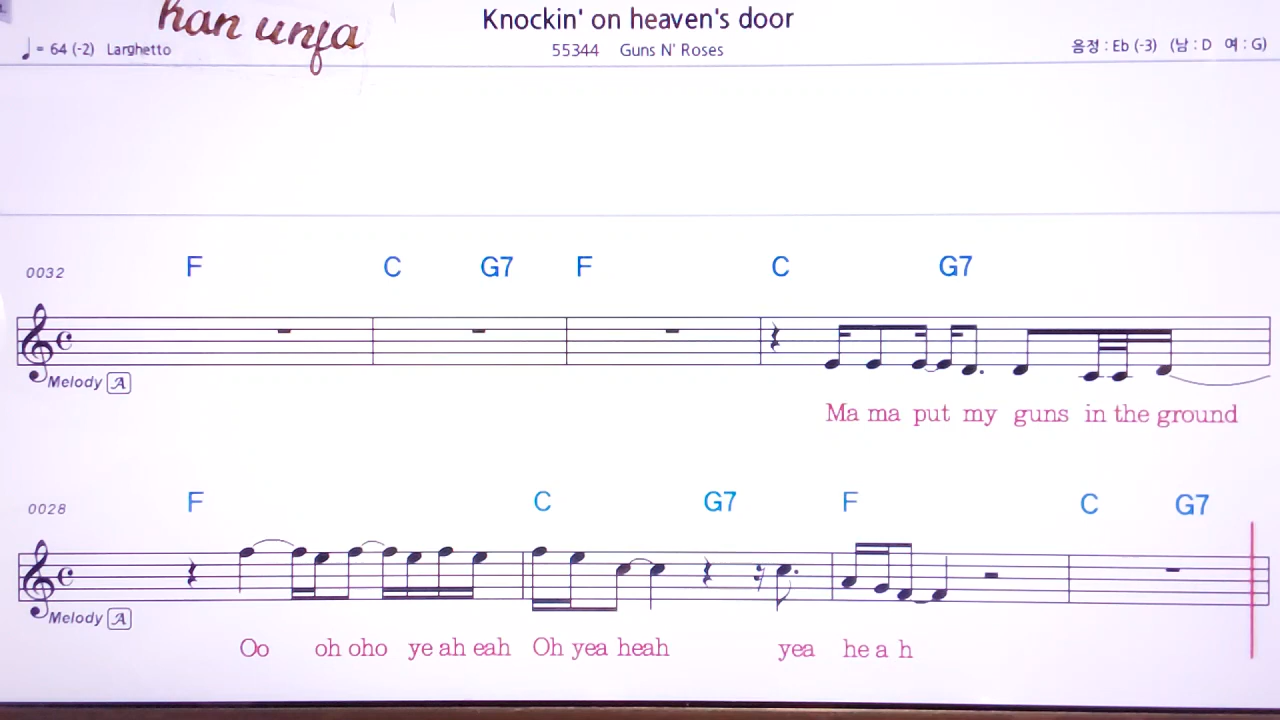 han unfa
Knockin' on heaven's door
♩ = 64 (-2) Larghetto
55344 Guns N' Roses
음정 : Eb (-3) (남 : D 여 : G)
0032
F C G7 F C G7
Melody A
Ma ma put my guns in the ground
0028
F C G7 F C G7
Melody A
Oo oh oho ye ah eah Oh yea heah yea he a h